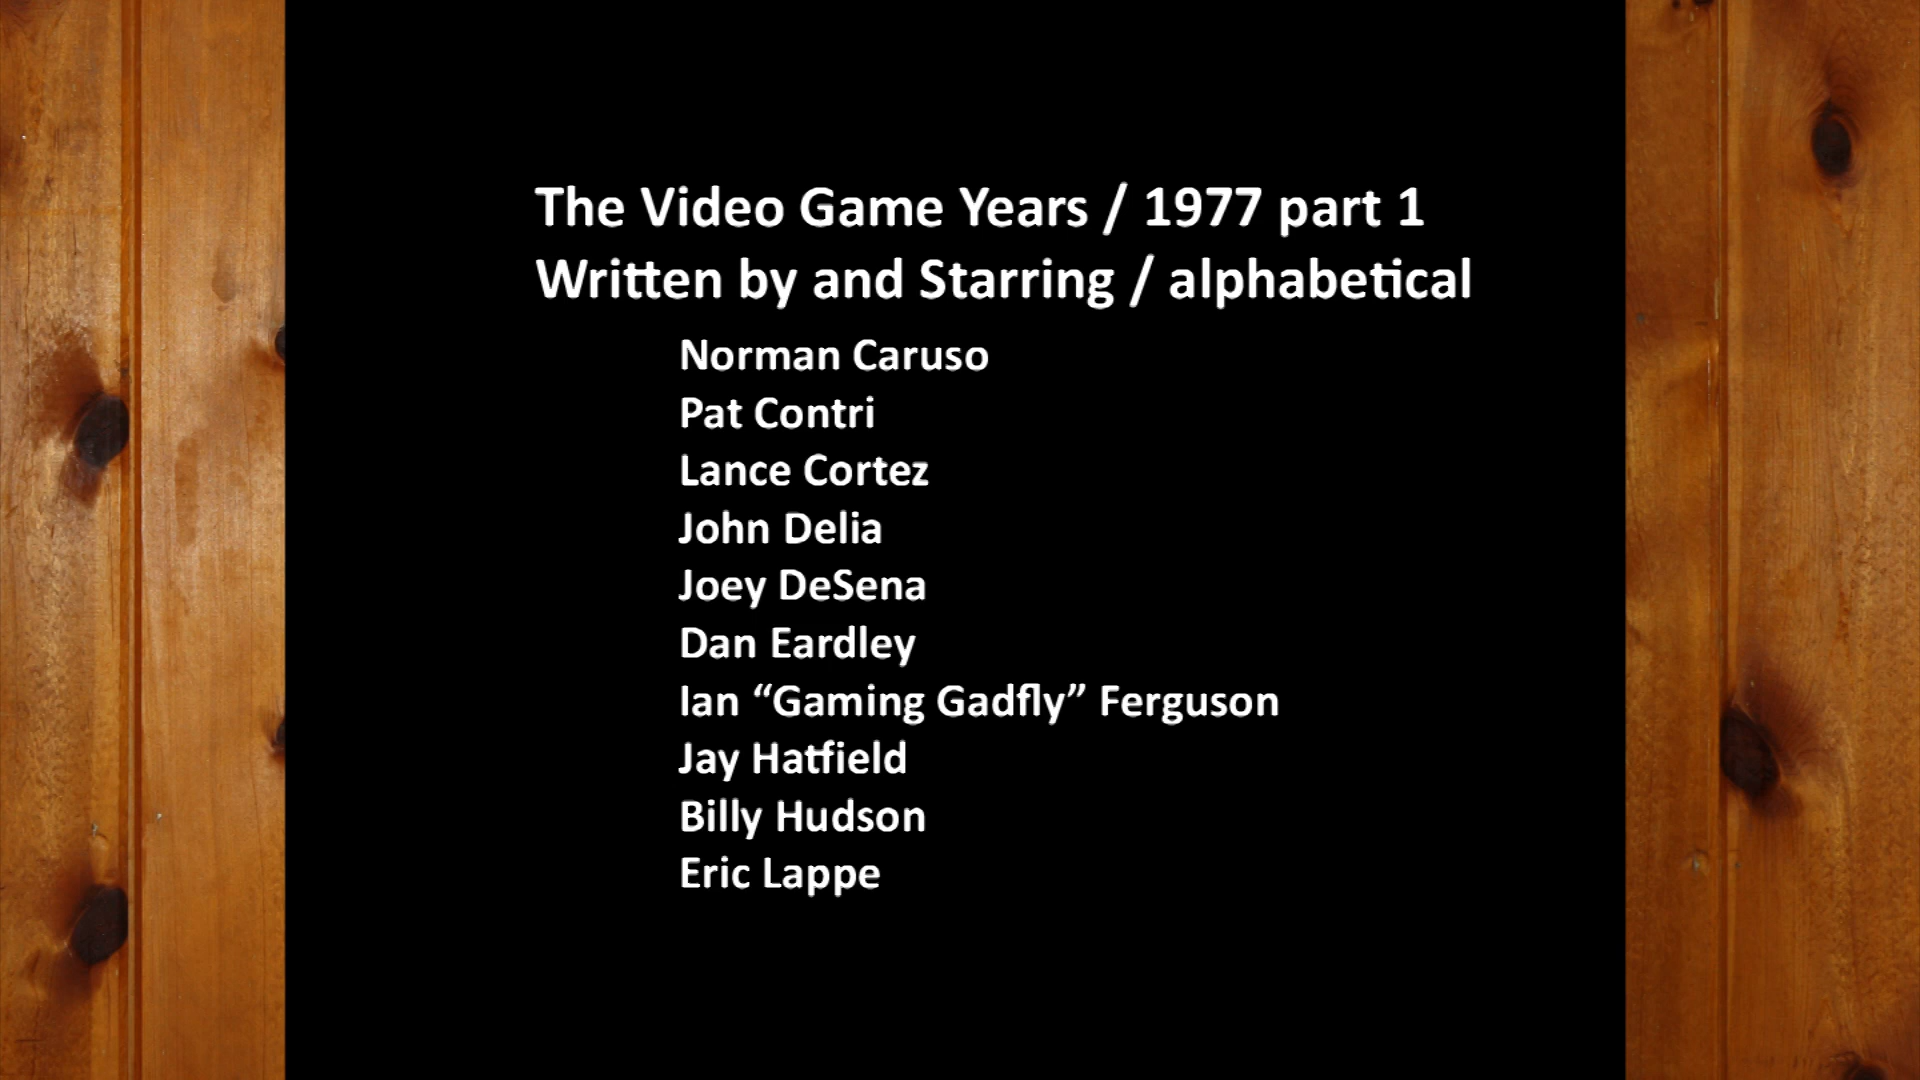 The Video Game Years / 1977 part 1
Written by and Starring / alphabetical
Norman Caruso
Pat Contri
Lance Cortez
John Delia
Joey DeSena
Dan Eardley
Ian “Gaming Gadfly” Ferguson
Jay Hatfield
Billy Hudson
Eric Lappe